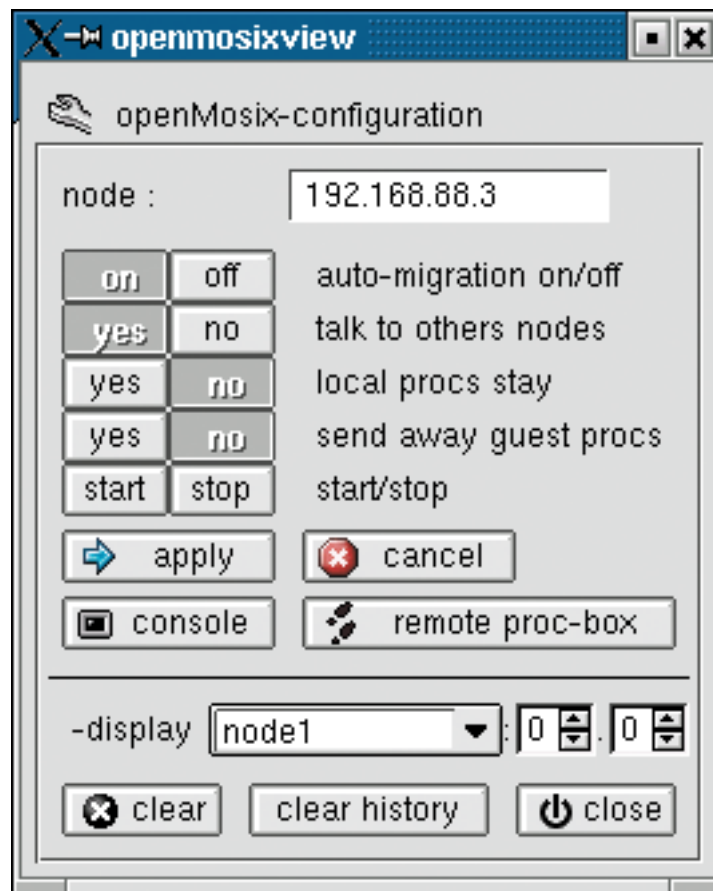 openmosixview
openMosix-configuration
node : 192.168.88.3
on off auto-migration on/off
yes no talk to others nodes
yes no local procs stay
yes no send away guest procs
start stop start/stop
apply cancel
console remote proc-box
-display node1 : 0 . 0
clear clear history close